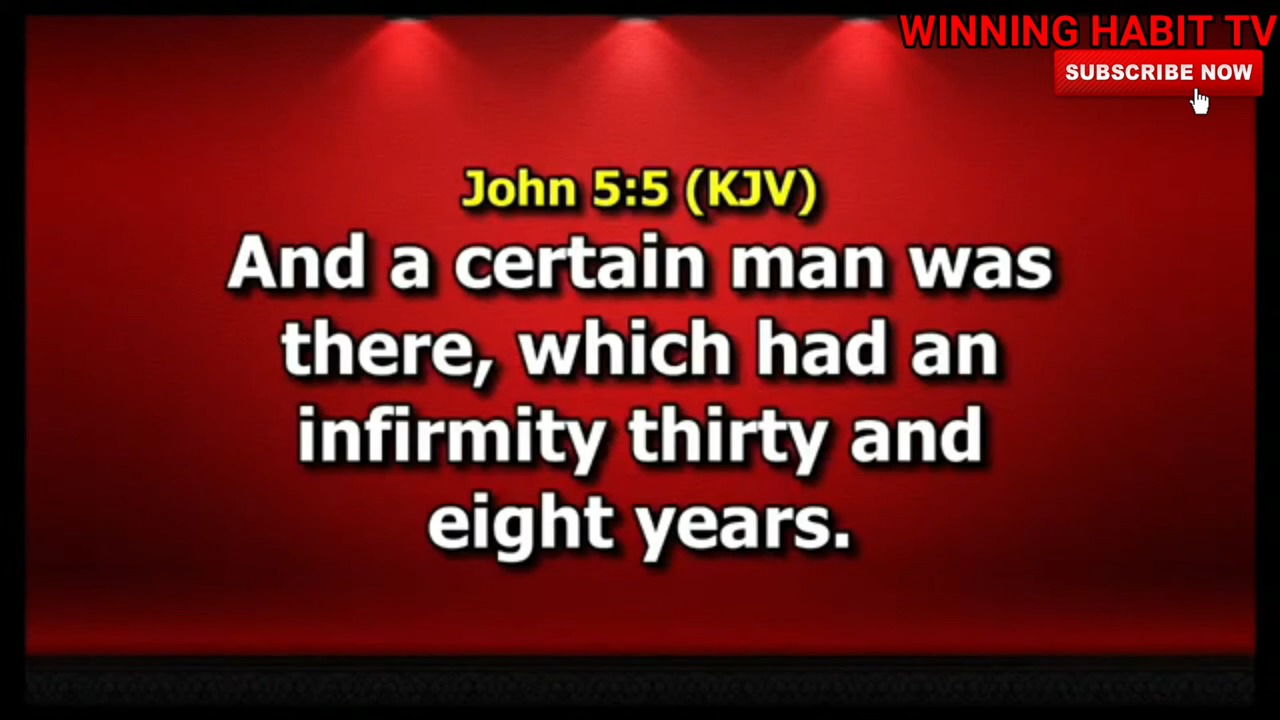 WINNING HABIT TV
SUBSCRIBE NOW
John 5:5 (KJV)
And a certain man was
there, which had an
infirmity thirty and
eight years.